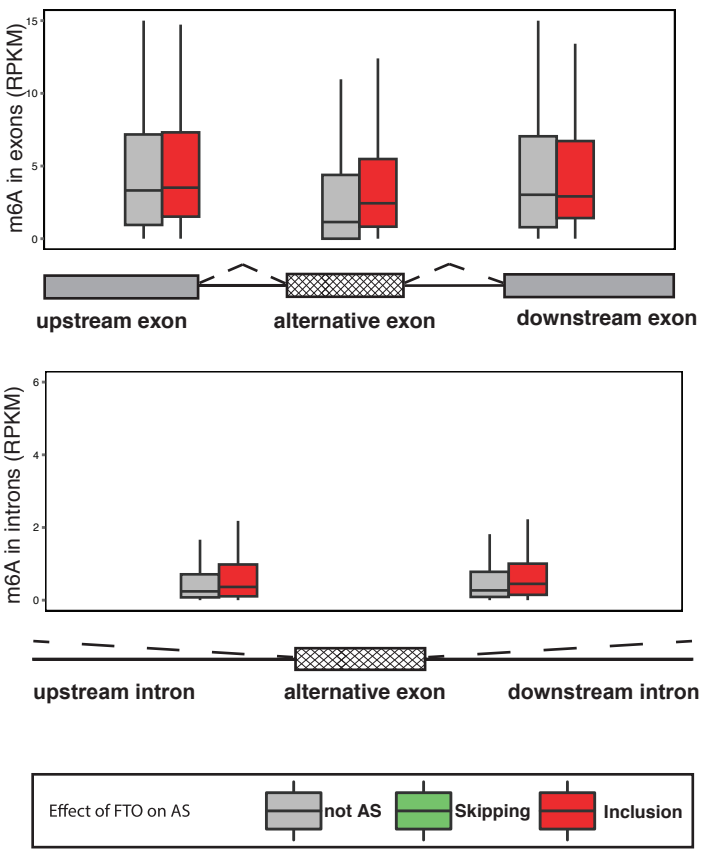 m6A in exons (RPKM)
15
10
5
0
upstream exon alternative exon downstream exon
m6A in introns (RPKM)
6
4
2
0
upstream intron alternative exon downstream intron
Effect of FTO on AS not AS Skipping Inclusion